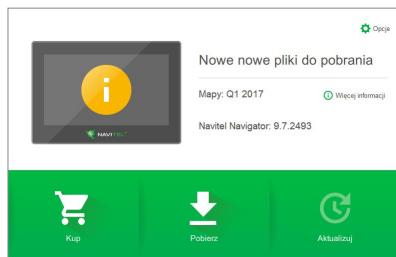 Opcje
Nowe nowe pliki do pobrania
Mapy: Q1 2017
Więcej informacji
Navitel Navigator: 9.7.2493
NAVITEL
Kup
Pobierz
Aktualizuj